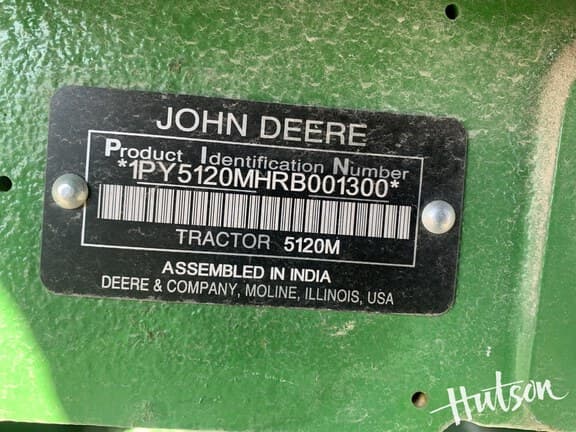 JOHN DEERE
Product Identification Number
*1PY5120MHRB001300*
TRACTOR 5120M
ASSEMBLED IN INDIA
DEERE & COMPANY, MOLINE, ILLINOIS, USA
Hutson